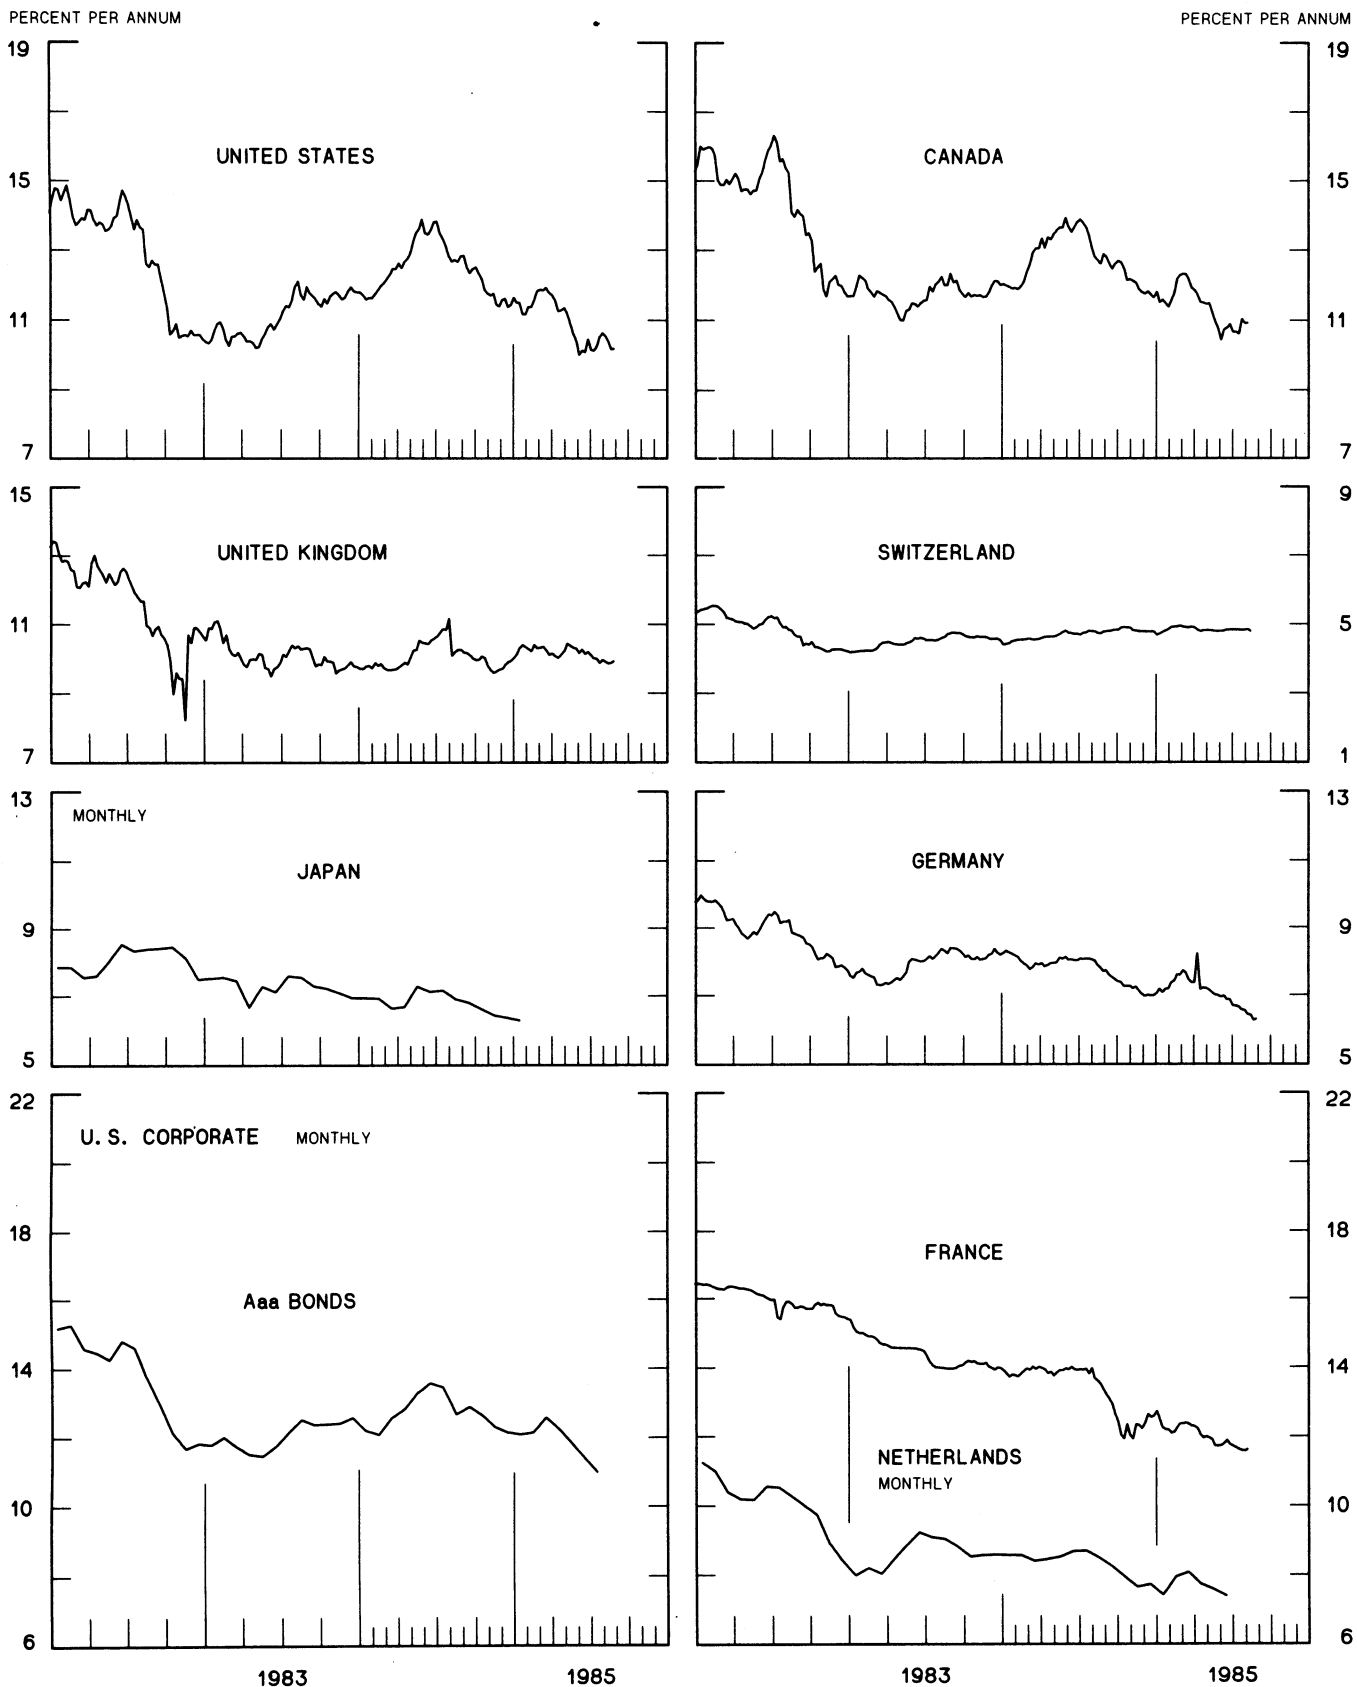 PERCENT PER ANNUM PERCENT PER ANNUM
19 19
UNITED STATES CANADA
15 15
11 11
7 7
15 9
UNITED KINGDOM SWITZERLAND
11 5
7 1
13 13
MONTHLY
JAPAN GERMANY
9 9
5 5
22 22
U.S. CORPORATE MONTHLY
18 18
FRANCE
Aaa BONDS
14 14
NETHERLANDS
MONTHLY
10 10
6 6
1983 1985 1983 1985